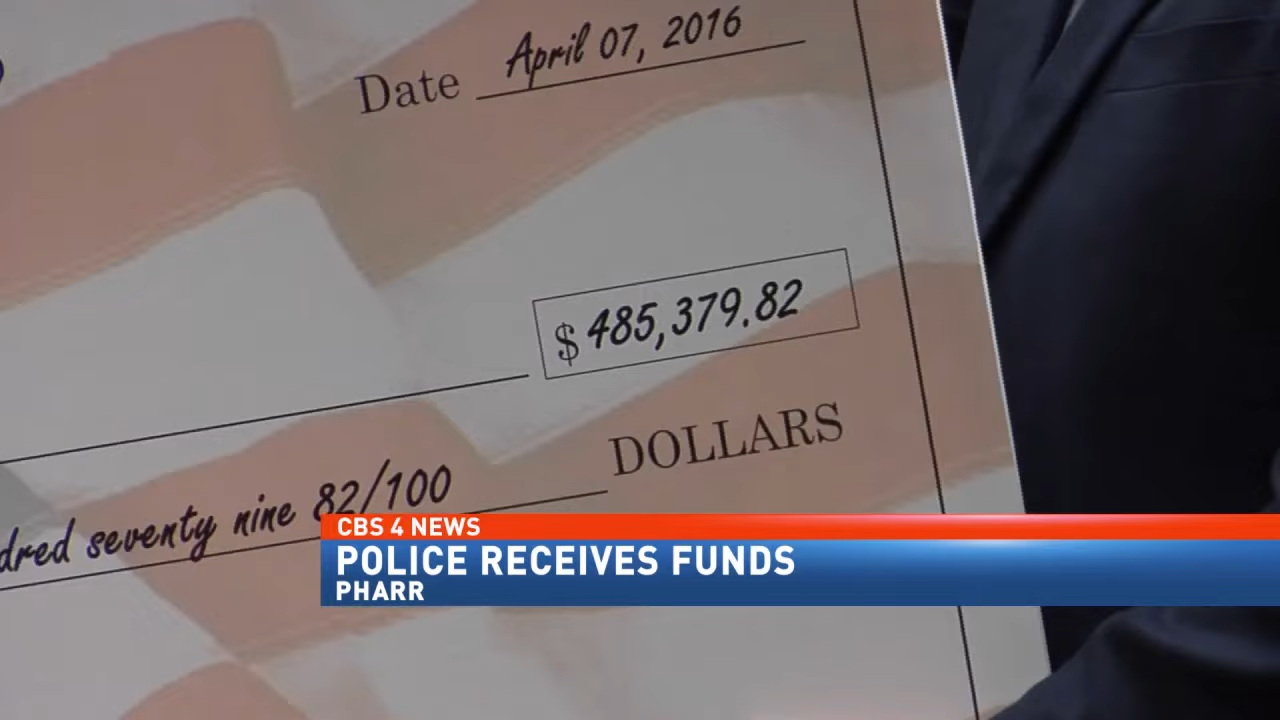 Date April 07, 2016
$ 485,379.82
DOLLARS
dred seventy nine 82/100
CBS 4 NEWS
POLICE RECEIVES FUNDS
PHARR